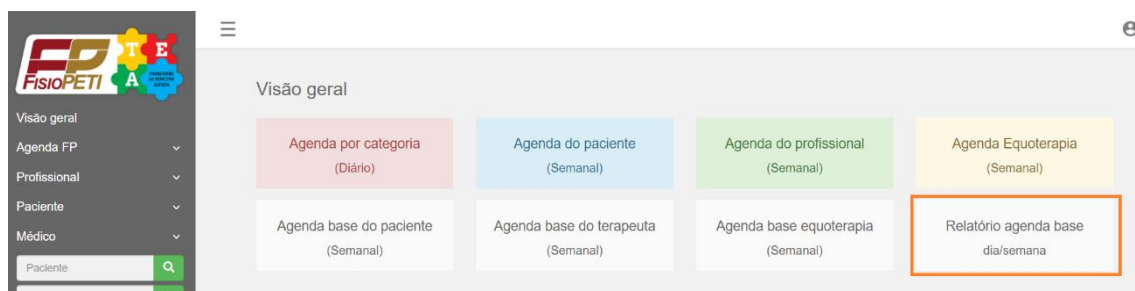 FP
FISIOPETI
T E
A
Visão geral
Agenda FP
Profissional
Paciente
Médico
Paciente
Visão geral
Agenda por categoria
(Diário)
Agenda do paciente
(Semanal)
Agenda do profissional
(Semanal)
Agenda Equoterapia
(Semanal)
Agenda base do paciente
(Semanal)
Agenda base do terapeuta
(Semanal)
Agenda base equoterapia
(Semanal)
Relatório agenda base
dia/semana